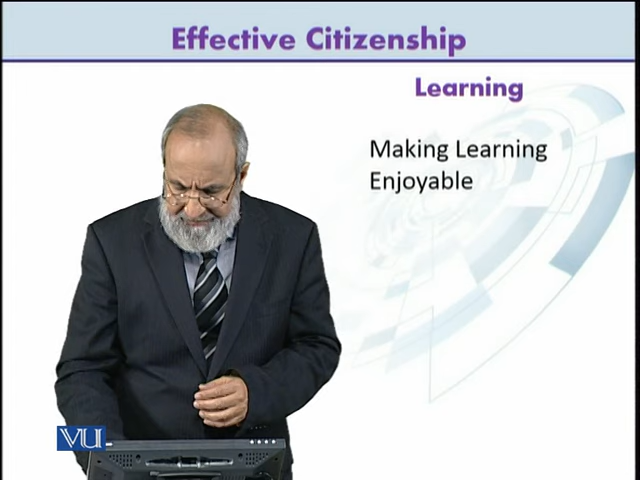 Effective Citizenship
Learning
Making Learning
Enjoyable
VU